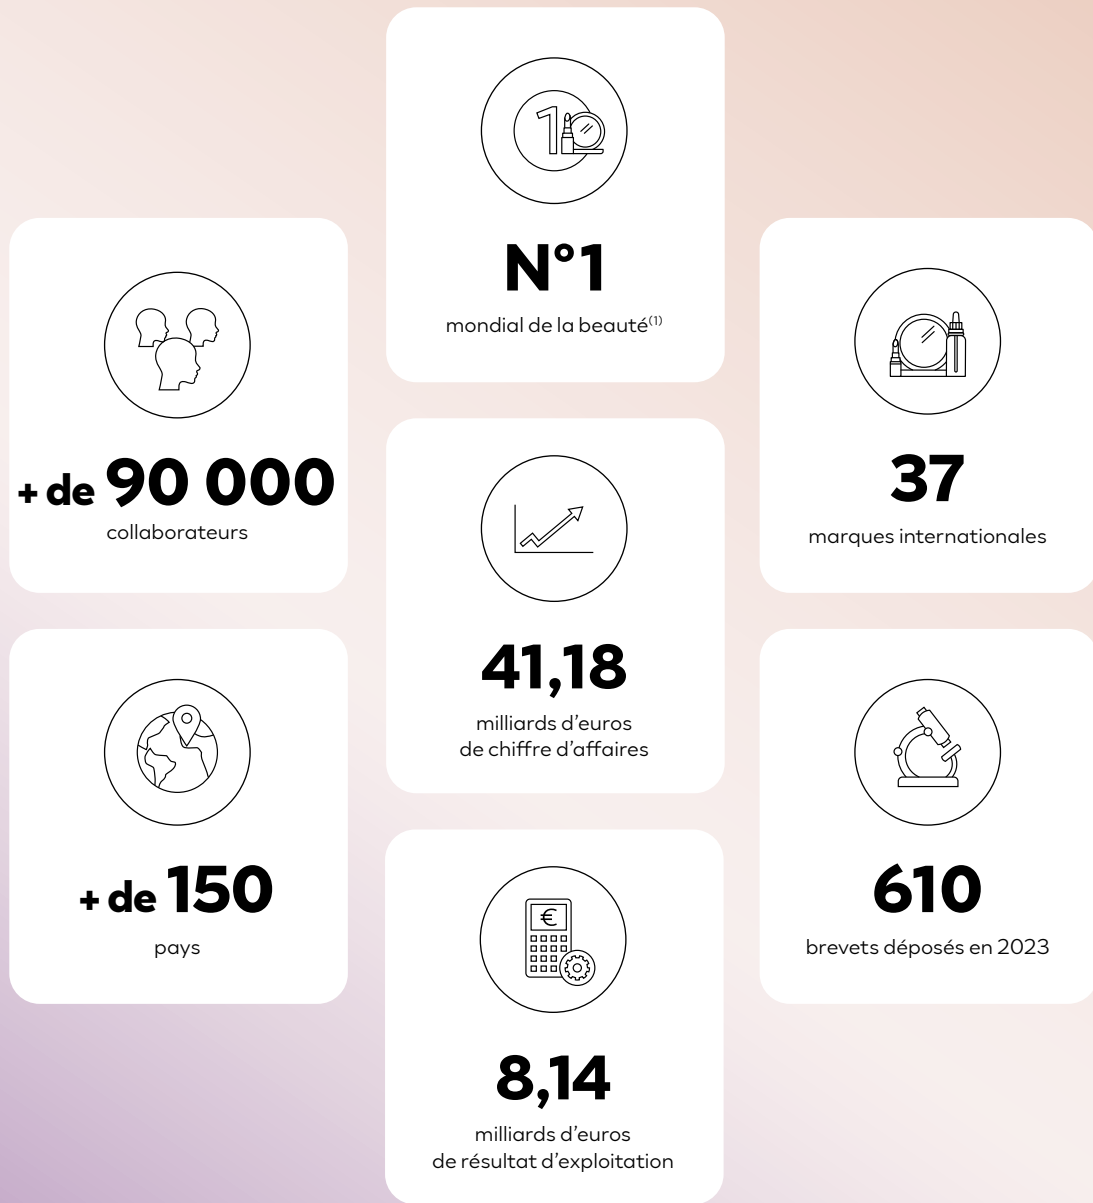 1
N°1
mondial de la beauté(1)
+ de 90 000
collaborateurs
37
marques internationales
41,18
milliards d'euros
de chiffre d'affaires
+ de 150
pays
610
brevets déposés en 2023
€
8,14
milliards d'euros
de résultat d'exploitation